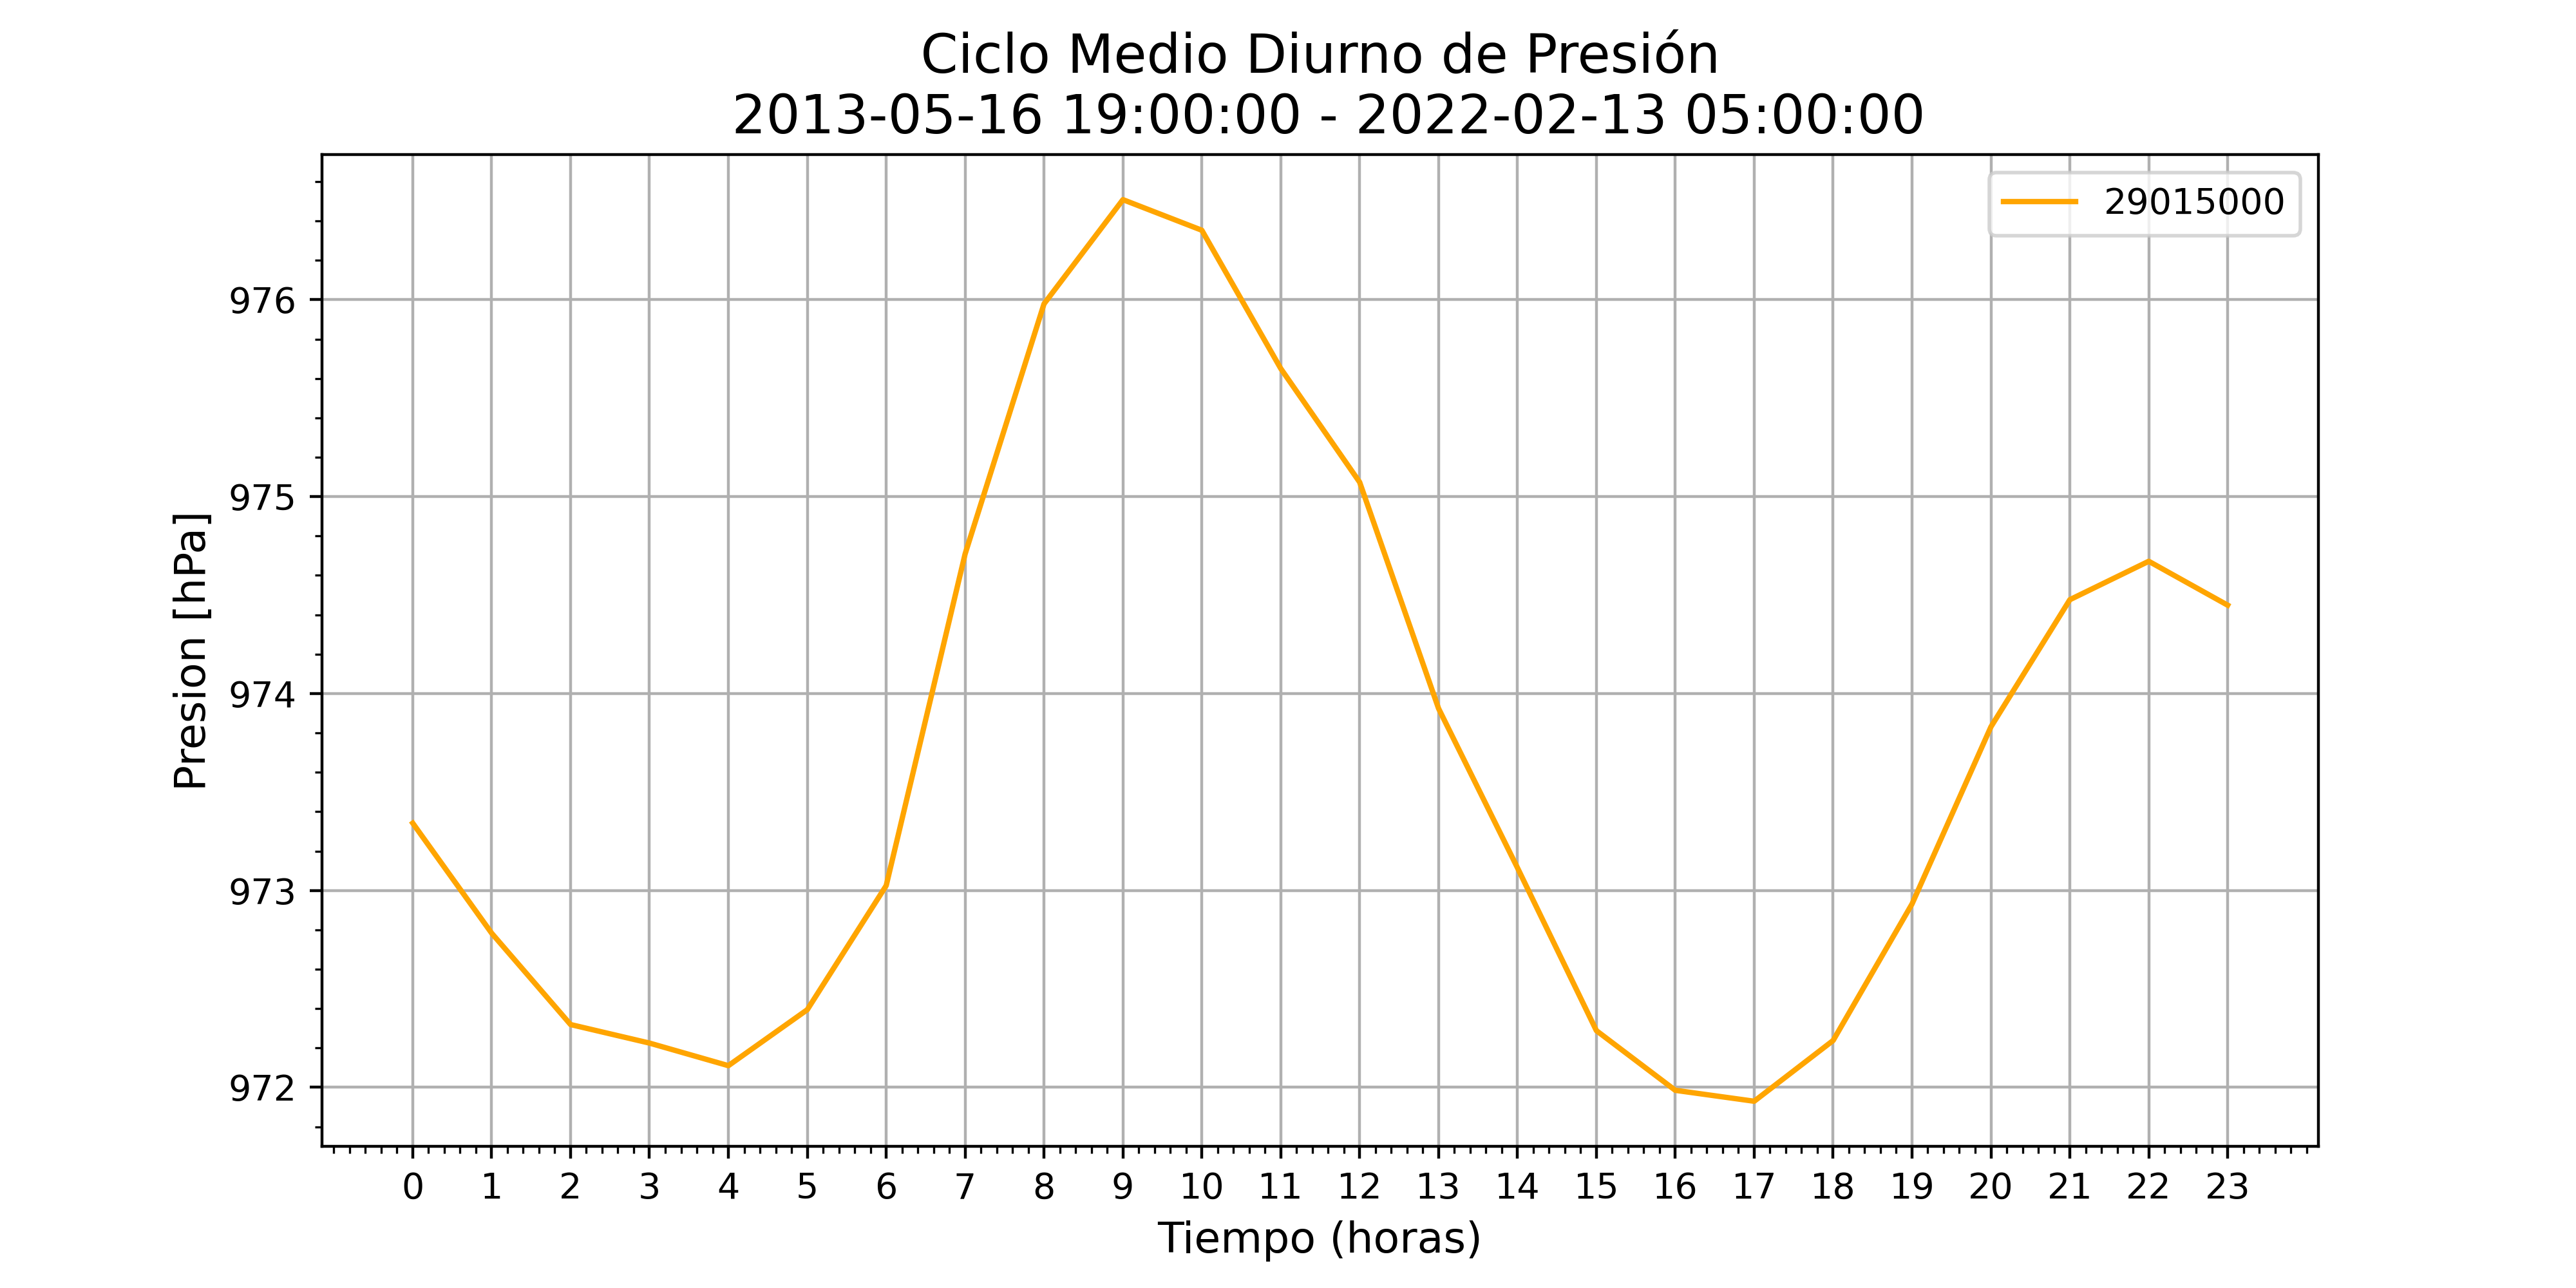 Ciclo Medio Diurno de Presión
2013-05-16 19:00:00 - 2022-02-13 05:00:00
29015000
976
975
974
973
972
Presion [hPa]
0 1 2 3 4 5 6 7 8 9 10 11 12 13 14 15 16 17 18 19 20 21 22 23
Tiempo (horas)